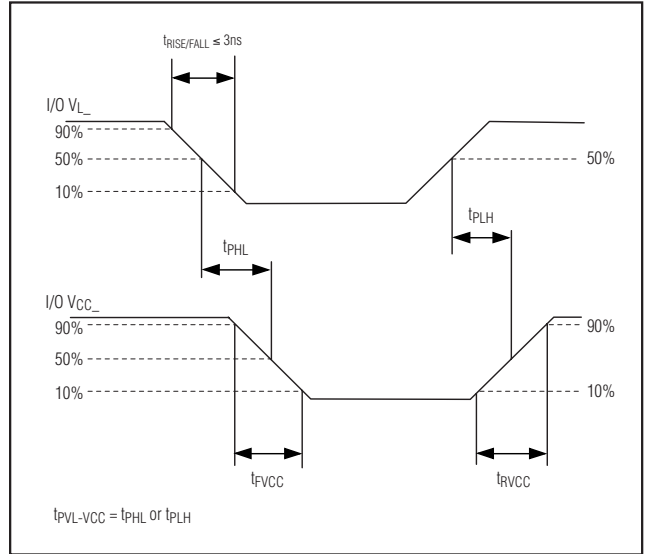 tRISE/FALL ≤ 3ns
I/O VL_
90%
50%
50%
10%
tPLH
tPHL
I/O VCC_
90%
90%
50%
10%
10%
tFVCC
tRVCC
tPVL-VCC = tPHL or tPLH